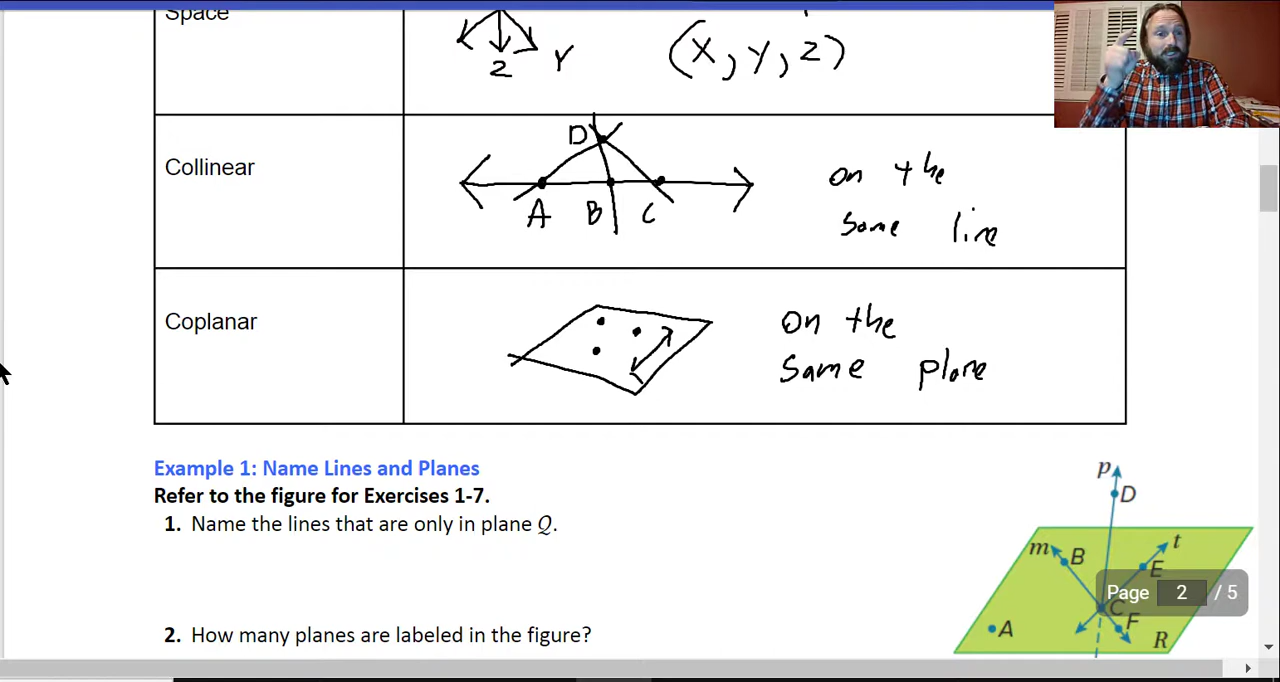 Space
Z
Y
(X, Y, Z)
Collinear
D
A B C
on the
same line
Coplanar
On the
Same plane
Example 1: Name Lines and Planes
Refer to the figure for Exercises 1-7.
1. Name the lines that are only in plane Q.
2. How many planes are labeled in the figure?
p
D
m
B
t
E
C
F
A
R
Page 2 / 5